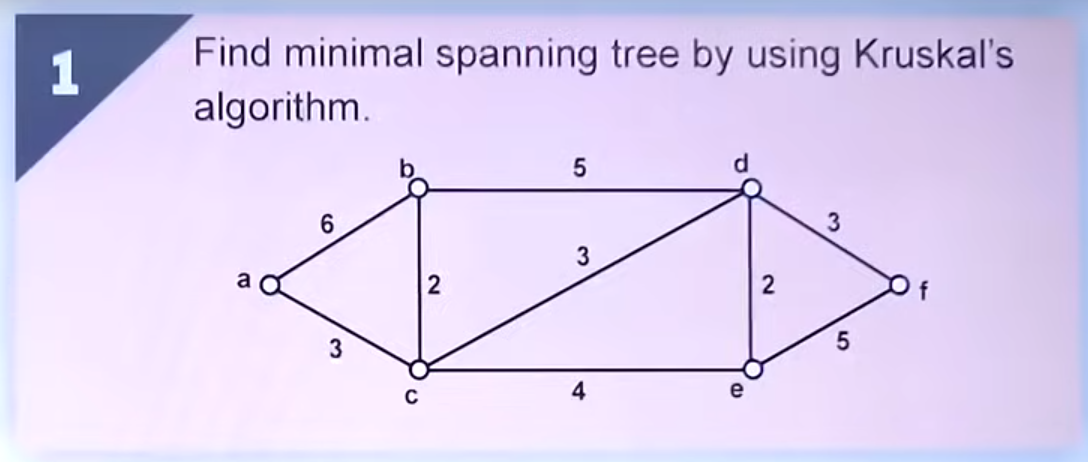 1
Find minimal spanning tree by using Kruskal's
algorithm.
b 5 d
6 3
a 3 f
2 2
3 5
c 4 e